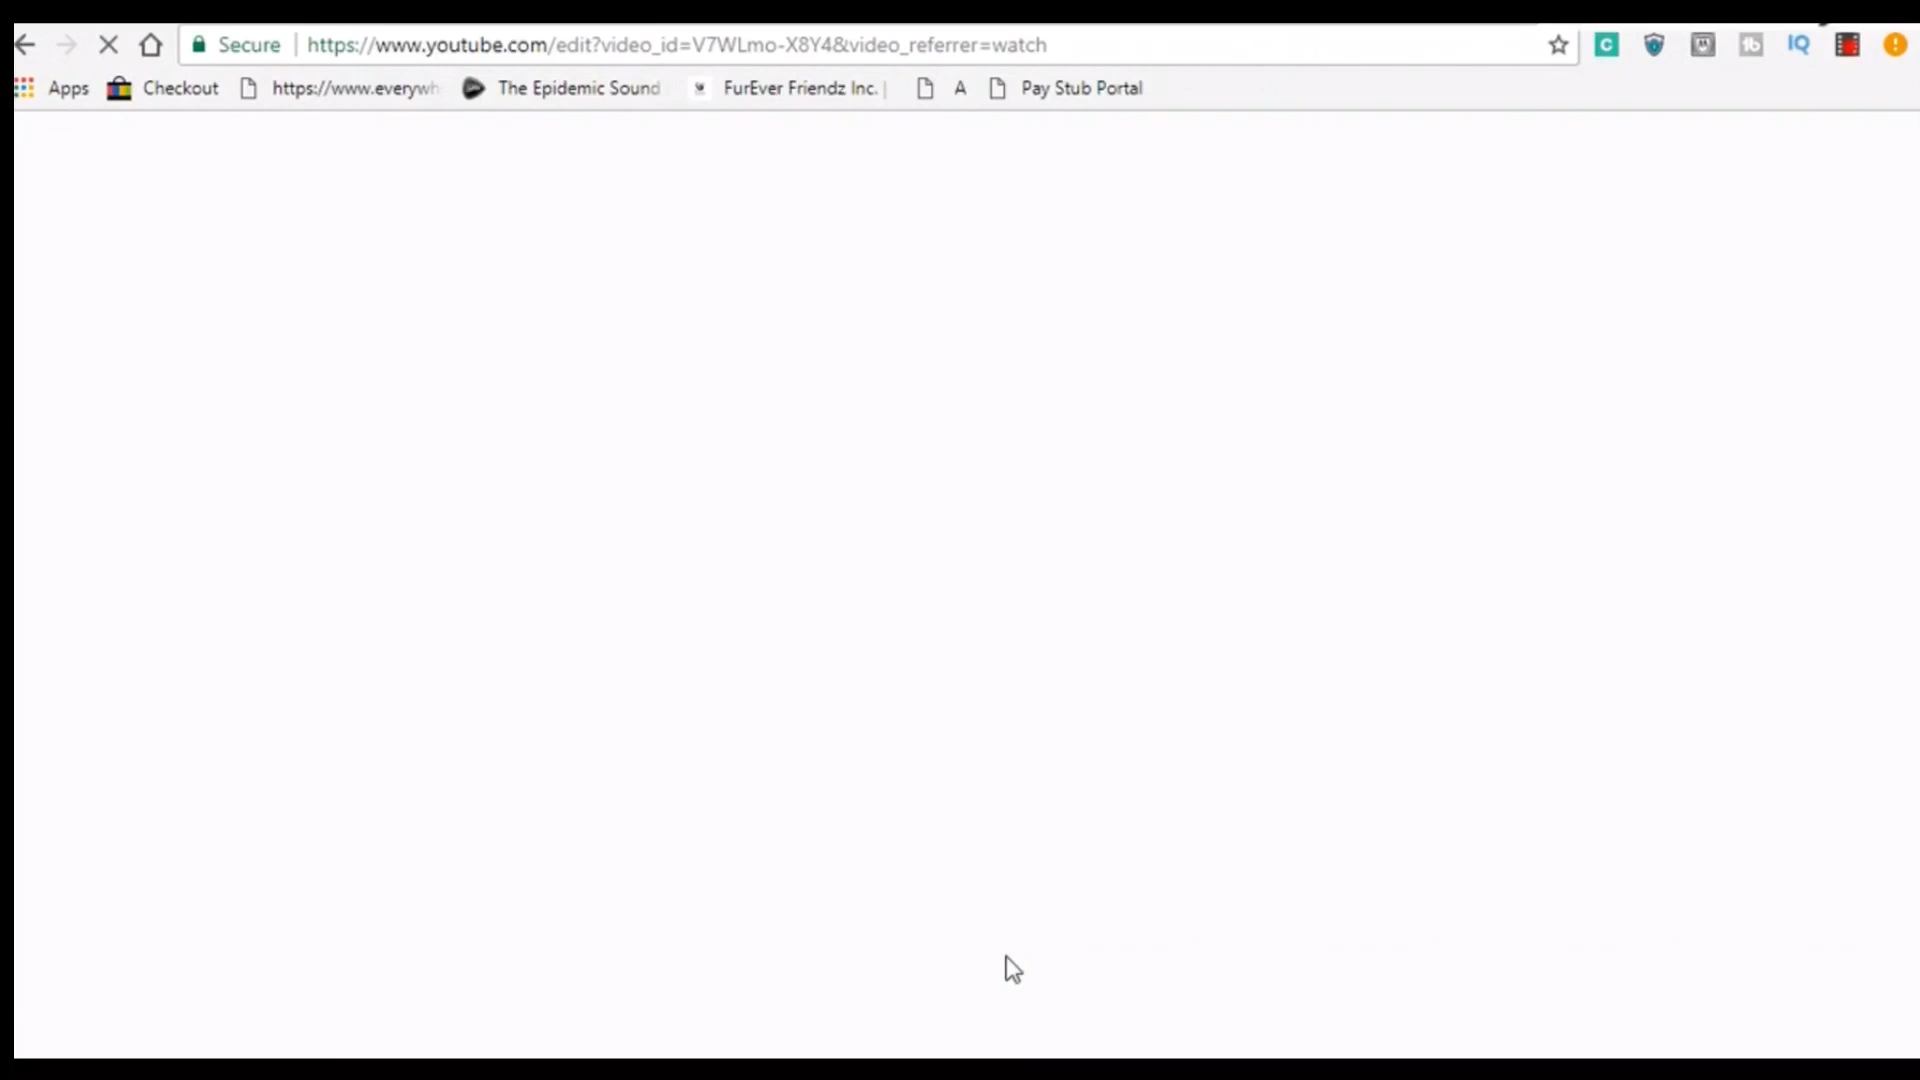 Secure https://www.youtube.com/edit?video_id=V7WLmo-X8Y4&video_referrer=watch C tb IQ
Apps Checkout https://www.everywh The Epidemic Sound FurEver Friendz Inc. | A Pay Stub Portal